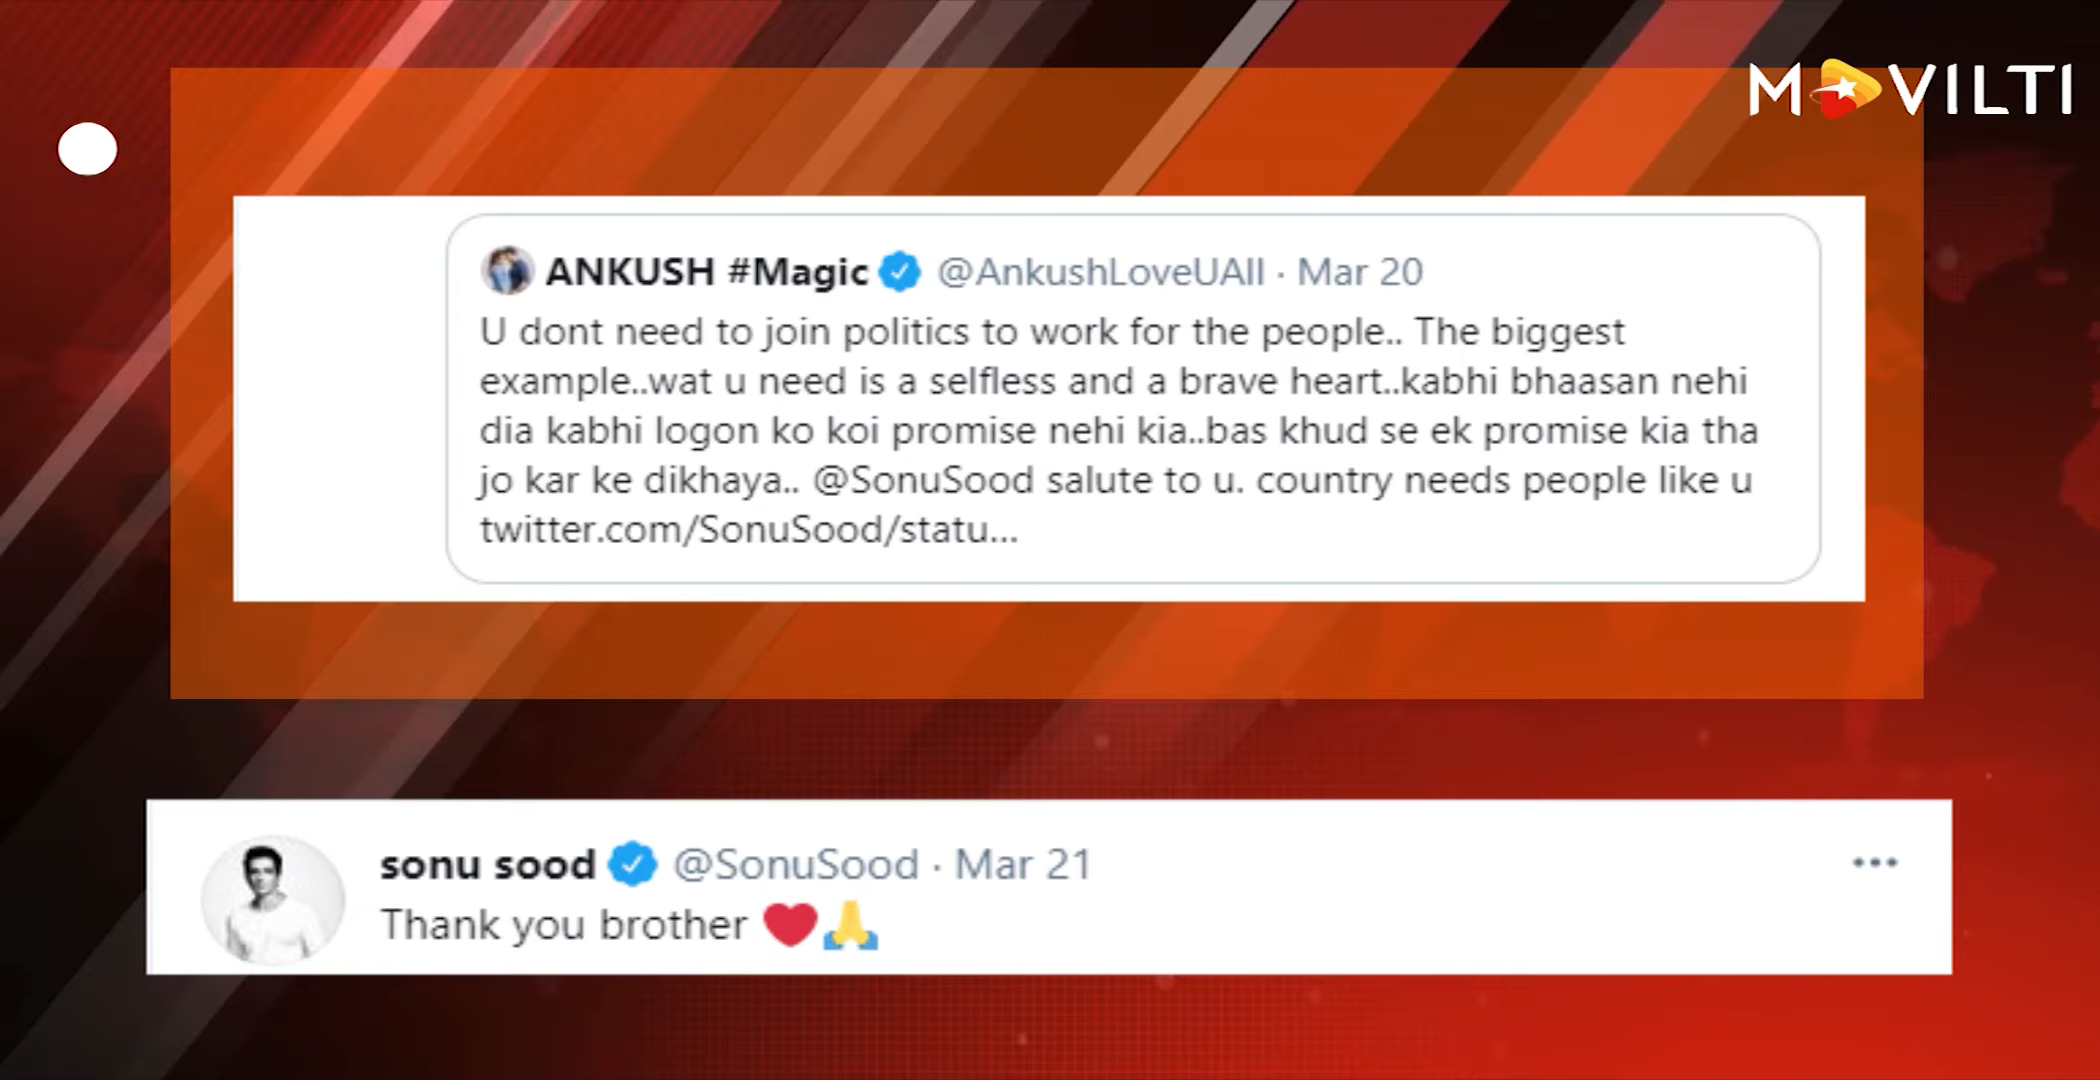 MOVILTI
ANKUSH #Magic @AnkushLoveUAll · Mar 20
U dont need to join politics to work for the people.. The biggest
example..wat u need is a selfless and a brave heart..kabhi bhaasan nehi
dia kabhi logon ko koi promise nehi kia..bas khud se ek promise kia tha
jo kar ke dikhaya.. @SonuSood salute to u. country needs people like u
twitter.com/SonuSood/statu...
sonu sood @SonuSood · Mar 21
Thank you brother ❤️🙏